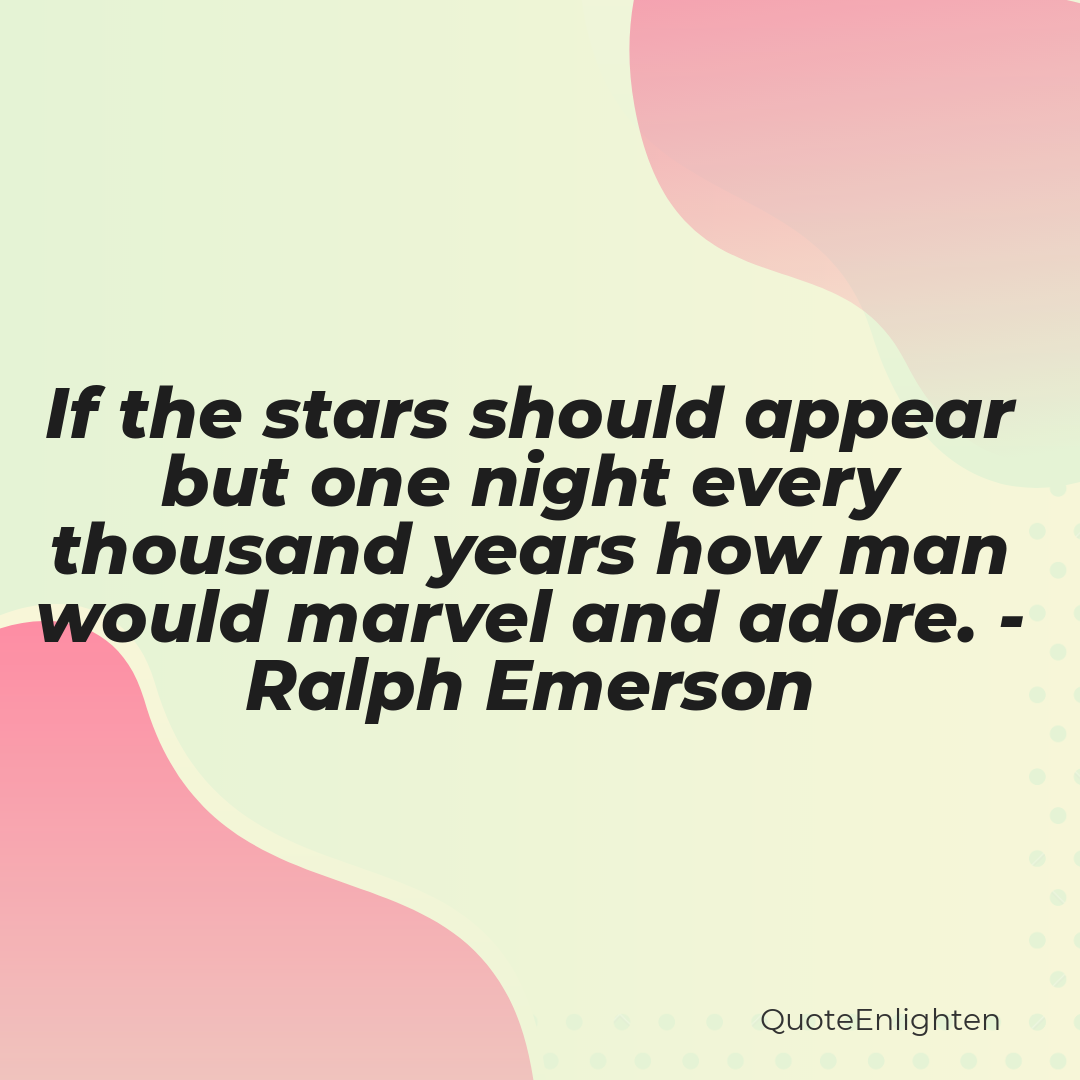 If the stars should appear
but one night every
thousand years how man
would marvel and adore. -
Ralph Emerson
QuoteEnlighten